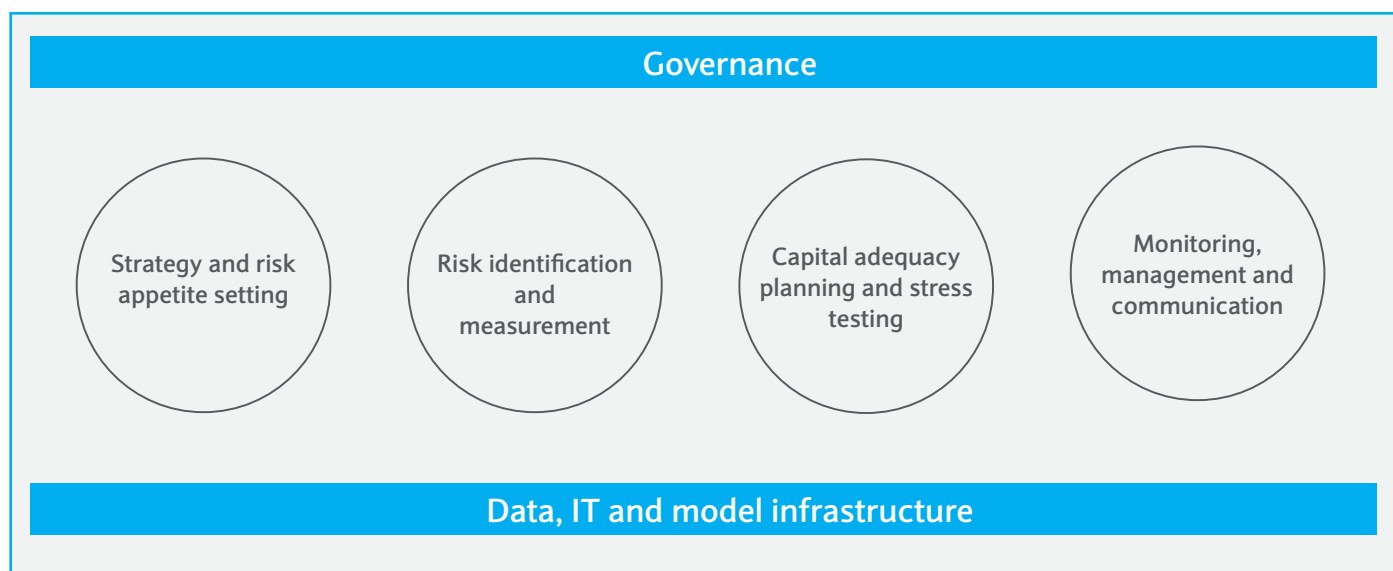 Governance
Strategy and risk
appetite setting
Risk identification
and
measurement
Capital adequacy
planning and stress
testing
Monitoring,
management and
communication
Data, IT and model infrastructure